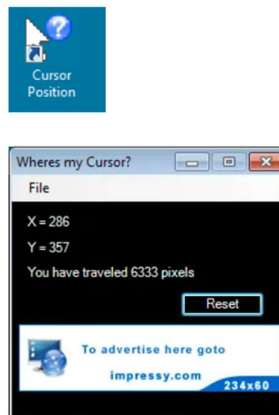 Cursor
Position
Wheres my Cursor?
File
X = 286
Y = 357
You have traveled 6333 pixels
Reset
To advertise here goto
impressy.com
234x60